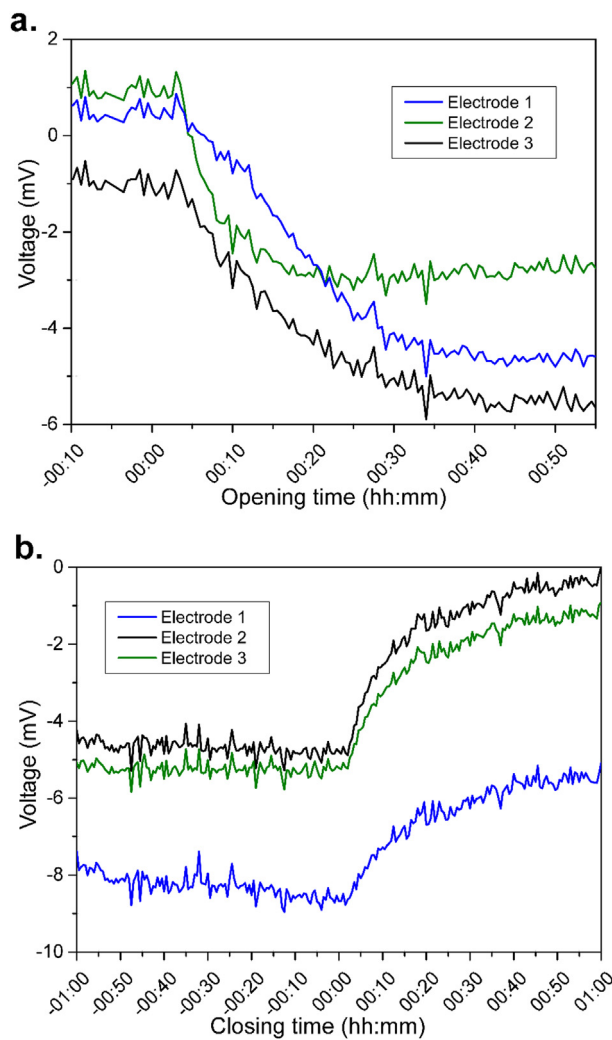 a.
2
0
-2
-4
-6
Voltage (mV)
Electrode 1
Electrode 2
Electrode 3
-00:10
00:00
00:10
00:20
00:30
00:40
00:50
Opening time (hh:mm)
b.
0
-2
-4
-6
-8
-10
Voltage (mV)
Electrode 1
Electrode 2
Electrode 3
-01:00
-00:50
-00:40
-00:30
-00:20
-00:10
00:00
00:10
00:20
00:30
00:40
00:50
01:00
Closing time (hh:mm)